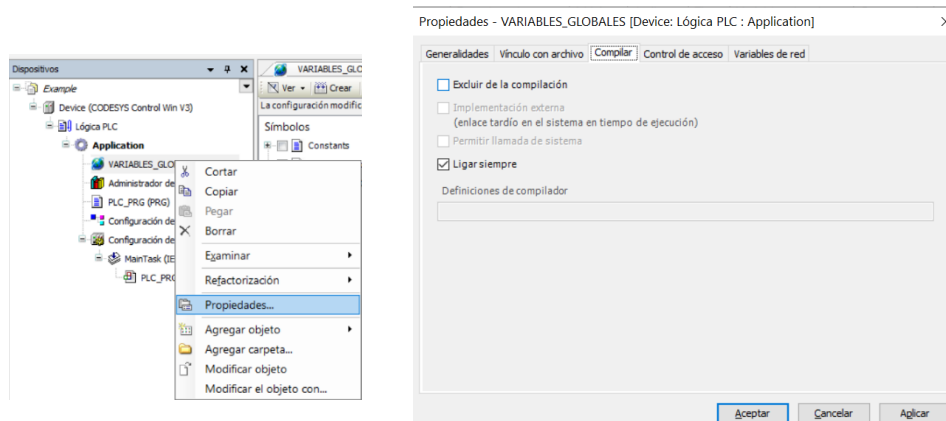 Dispositivos
Example
Device (CODESYS Control Win V3)
Lógica PLC
Application
VARIABLES_GLO
Administrador de
PLC_PRG (PRG)
Configuración de
Configuración de
MainTask (IE
PLC_PRG
VARIABLES_GLO
Ver
Crear
La configuración modific
Símbolos
Constants
Cortar
Copiar
Pegar
Borrar
Examinar
Refactorización
Propiedades...
Agregar objeto
Agregar carpeta...
Modificar objeto
Modificar el objeto con...
Propiedades - VARIABLES_GLOBALES [Device: Lógica PLC : Application]
Generalidades Vínculo con archivo Compilar Control de acceso Variables de red
Excluir de la compilación
Implementación externa
(enlace tardío en el sistema en tiempo de ejecución)
Permitir llamada de sistema
Ligar siempre
Definiciones de compilador
Aceptar Cancelar Aplicar